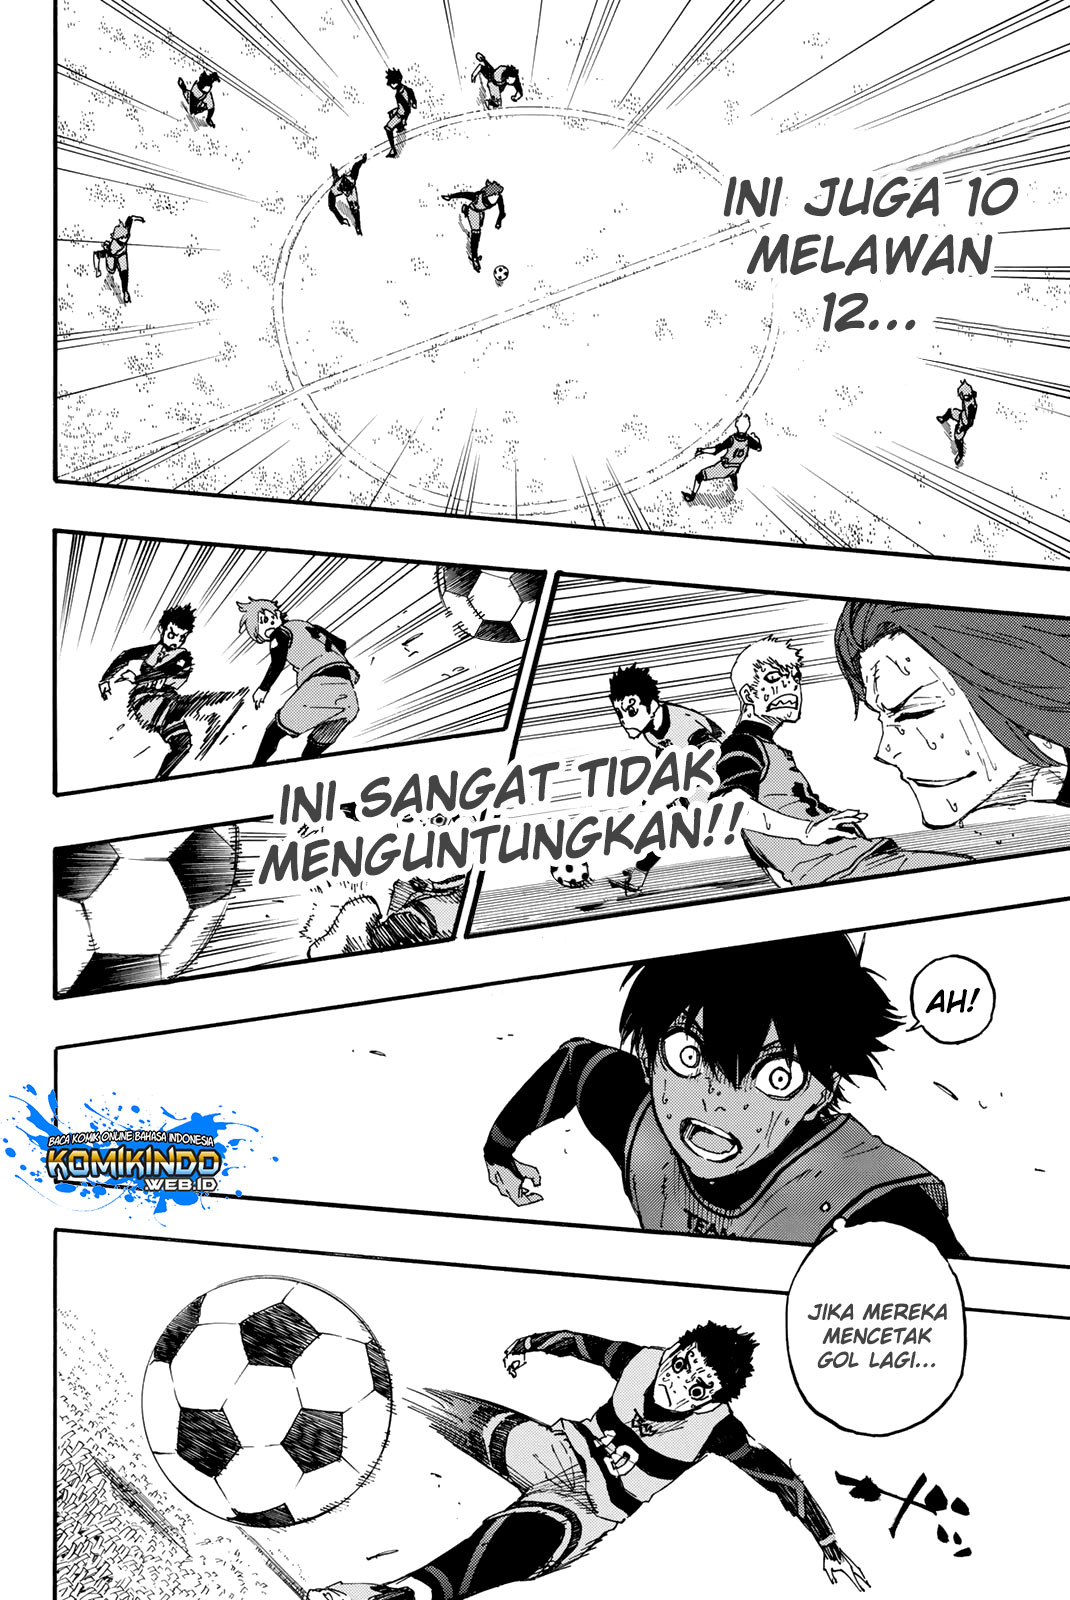 INI JUGA 10
MELAWAN
12...
INI SANGAT TIDAK
MENGUNTUNGKAN!!
AH!
BACA KOMIK ONLINE BAHASA INDONESIA
KOMIKINDO
WEB.ID
TEAM
JIKA MEREKA
MENCETAK
GOL LAGI...